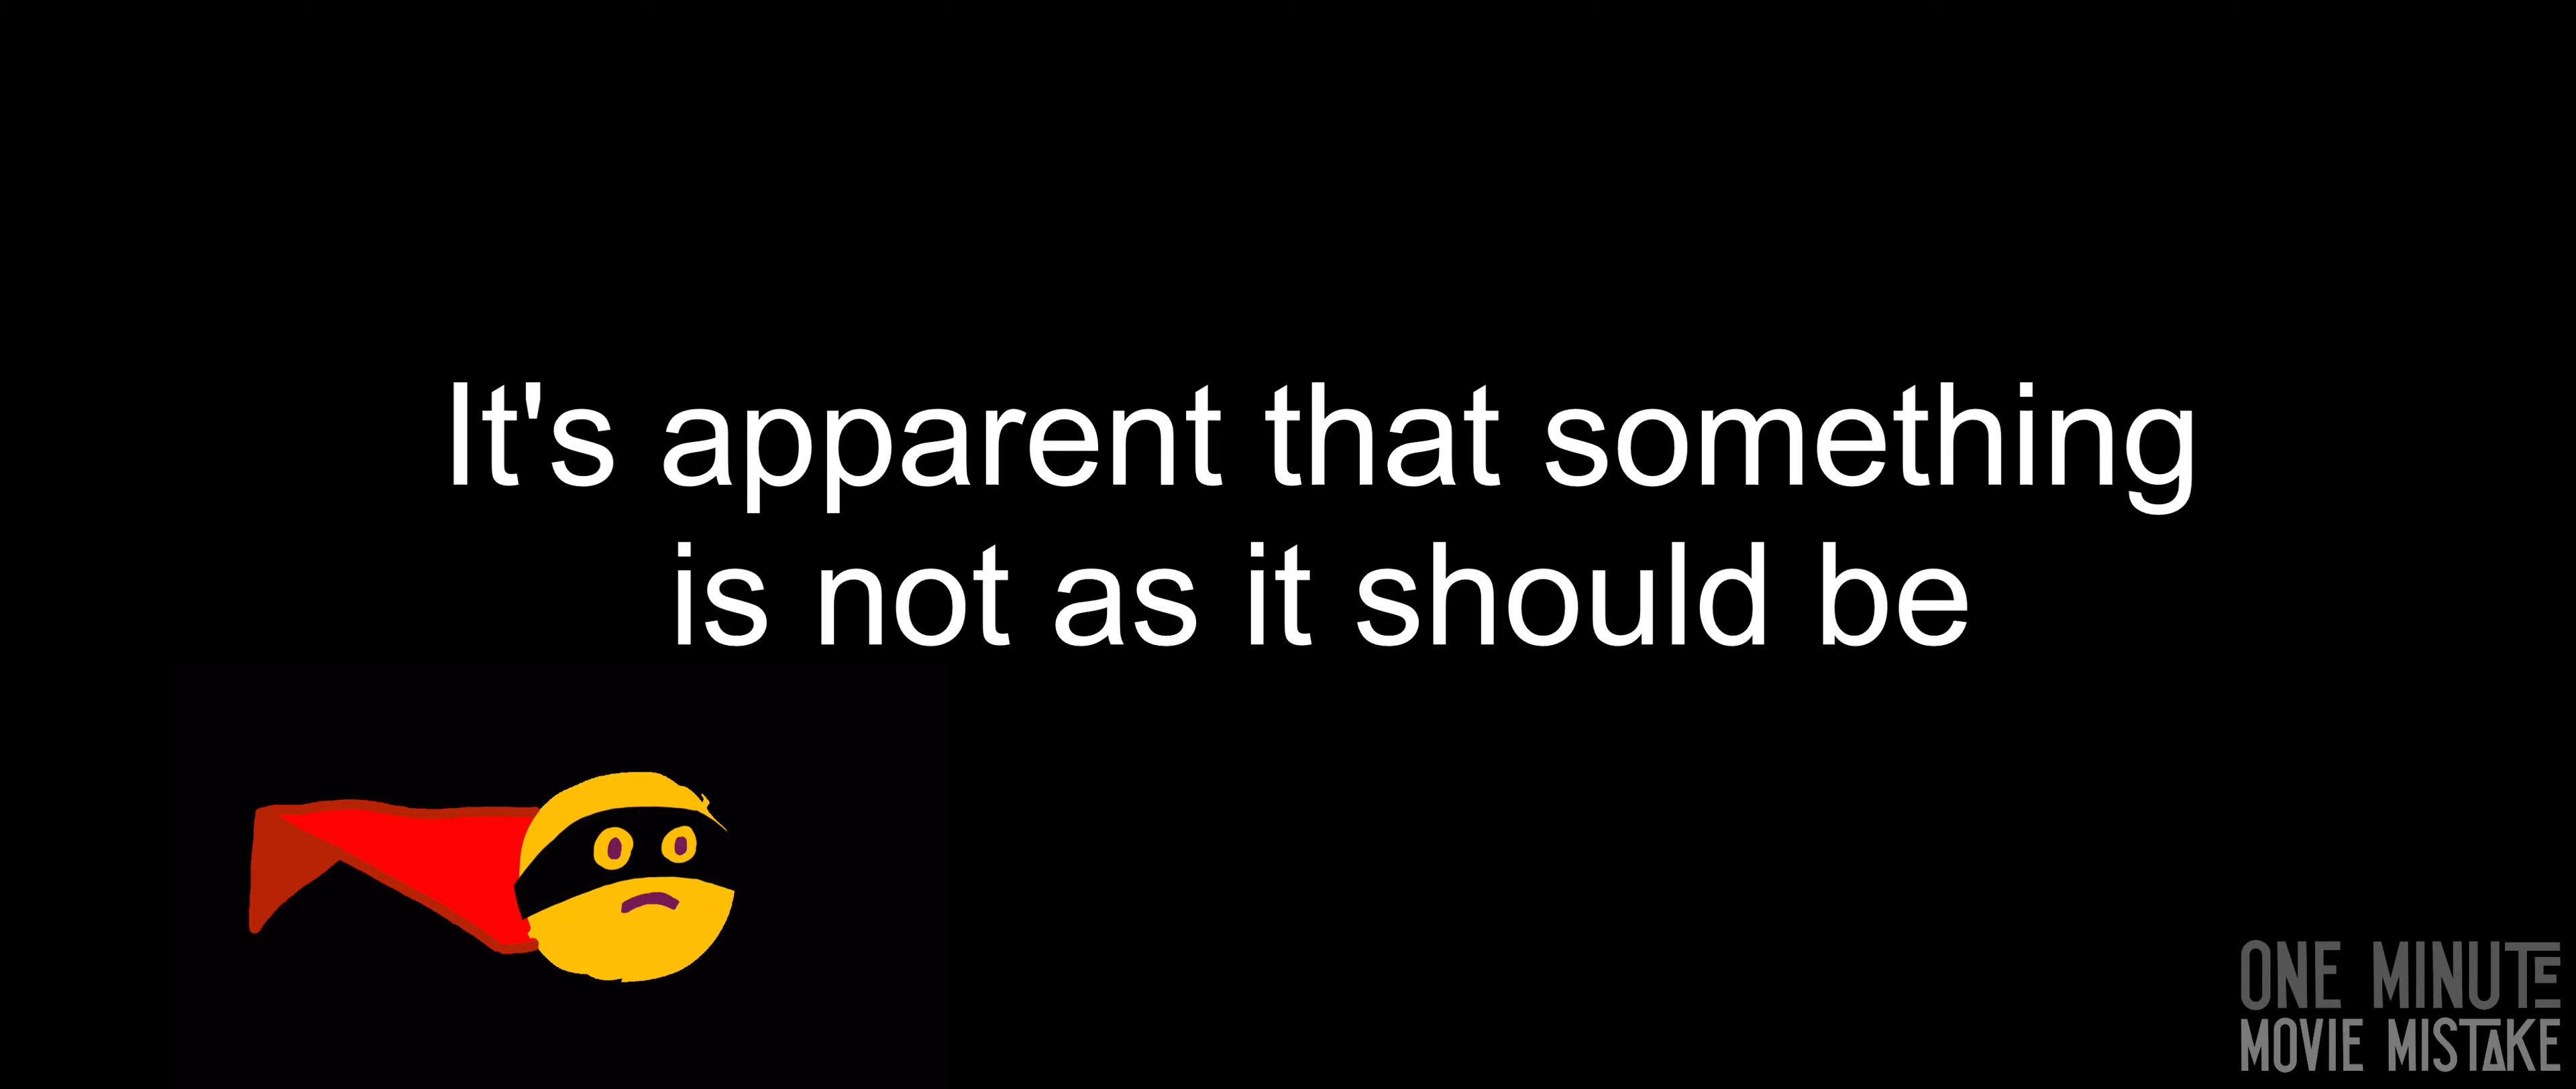 It's apparent that something
is not as it should be
ONE MINUTE
MOVIE MISTAKE